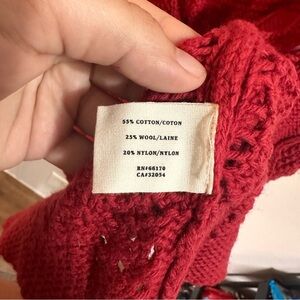 55% COTTON/COTON
25% WOOL/LAINE
20% NYLON/NYLON
RN#66170
CA#32054